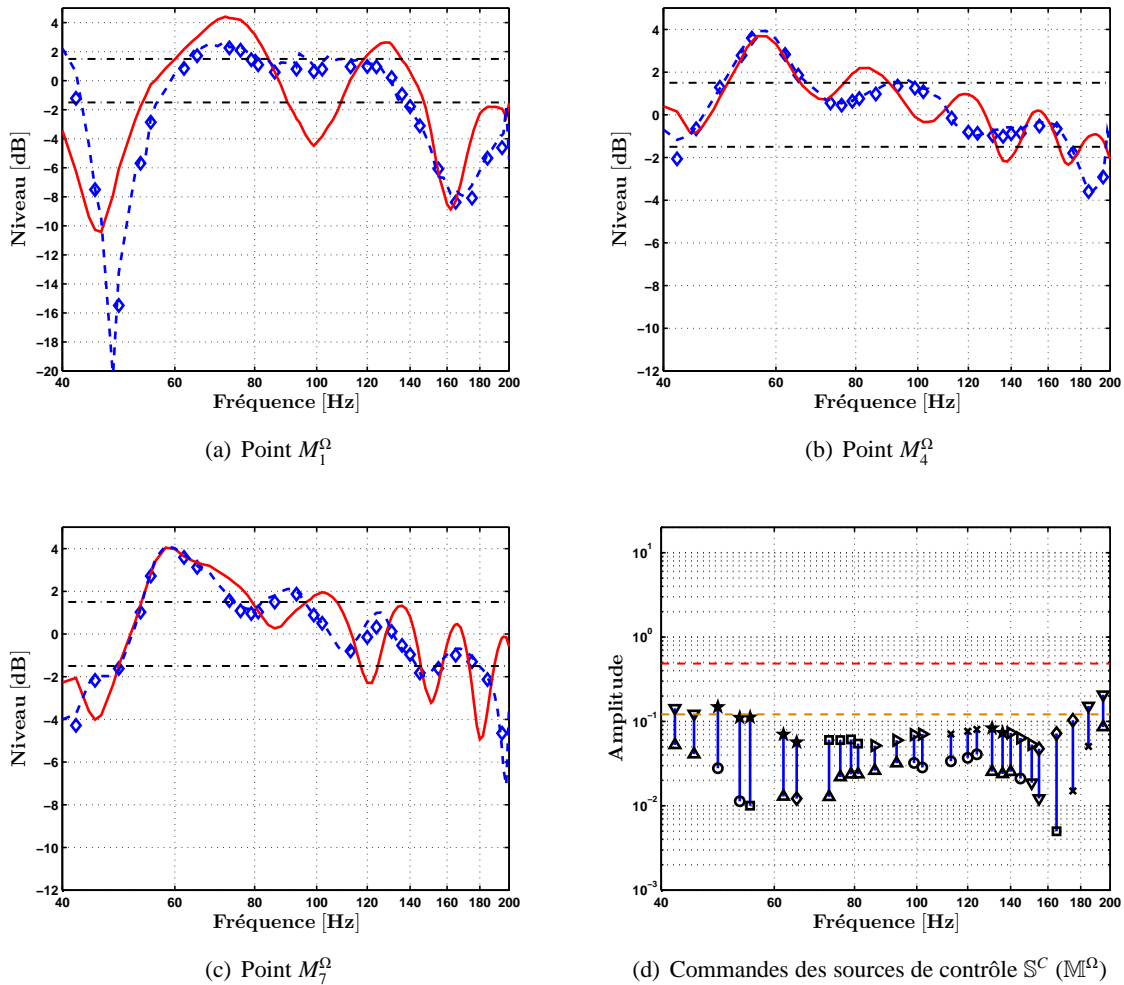 4
2
0
−2
−4
−6
−8
−10
−12
−14
−16
−18
−20
40 60 80 100 120 140 160 180 200
Niveau [dB]
Fréquence [Hz]
(a) Point M₁^Ω
4
2
0
−2
−4
−6
−8
−10
−12
40 60 80 100 120 140 160 180 200
Niveau [dB]
Fréquence [Hz]
(b) Point M₄^Ω
4
2
0
−2
−4
−6
−8
−10
−12
40 60 80 100 120 140 160 180 200
Niveau [dB]
Fréquence [Hz]
(c) Point M₇^Ω
10¹
10⁰
10⁻¹
10⁻²
10⁻³
40 60 80 100 120 140 160 180 200
Amplitude
Fréquence [Hz]
(d) Commandes des sources de contrôle 𝕊^C (𝕄^Ω)